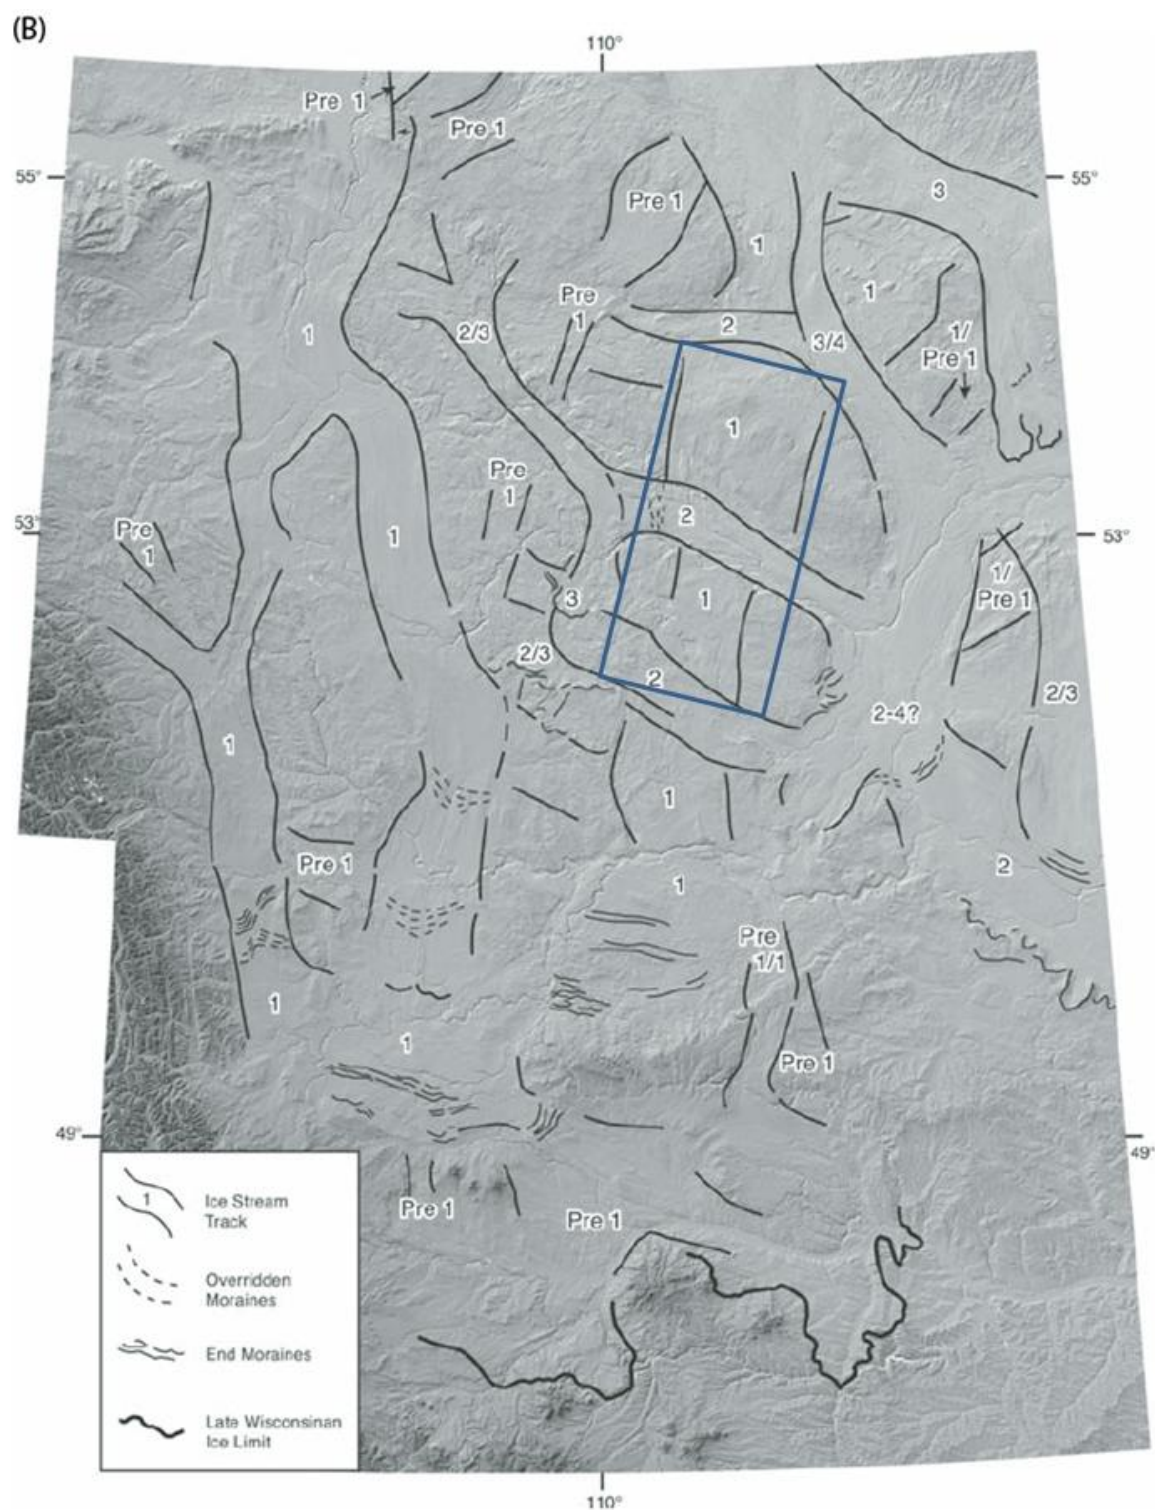 (B)
110°
Pre 1
Pre 1
55°
55°
3
Pre 1
1
1
Pre
1
2
1
2/3
3/4
1/
Pre 1
1
Pre
1
2
53°
53°
Pre
1
1
1/
Pre 1
3
1
2/3
2
2/3
2-4?
1
1
Pre 1
2
1
Pre
1/1
1
1
Pre 1
49°
49°
Pre 1
Pre 1
1
Ice Stream
Track
Overridden
Moraines
End Moraines
Late Wisconsinan
Ice Limit
110°